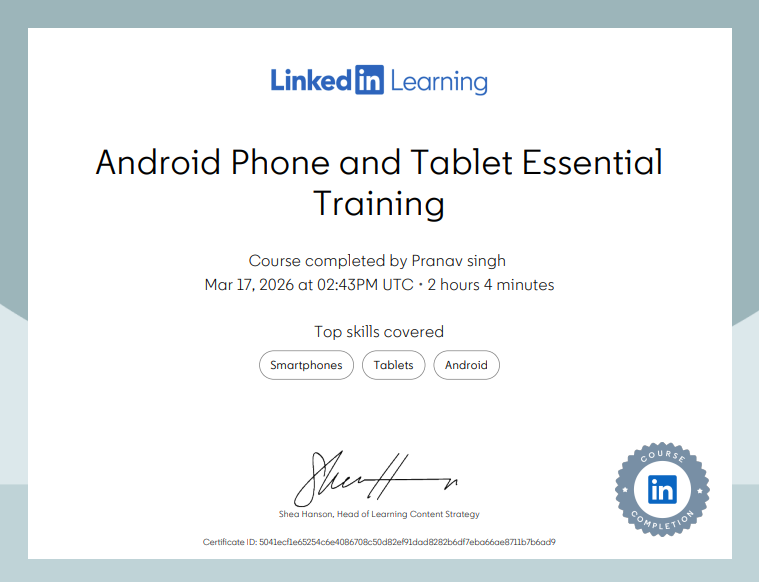 LinkedIn Learning
Android Phone and Tablet Essential
Training
Course completed by Pranav singh
Mar 17, 2026 at 02:43PM UTC • 2 hours 4 minutes
Top skills covered
Smartphones Tablets Android
Shea Hanson, Head of Learning Content Strategy
COURSE
in
COMPLETION
Certificate ID: 5041ecf1e65254c6e4086708c50d82ef91dad8282b6df7eba66ae8711b7b6ad9